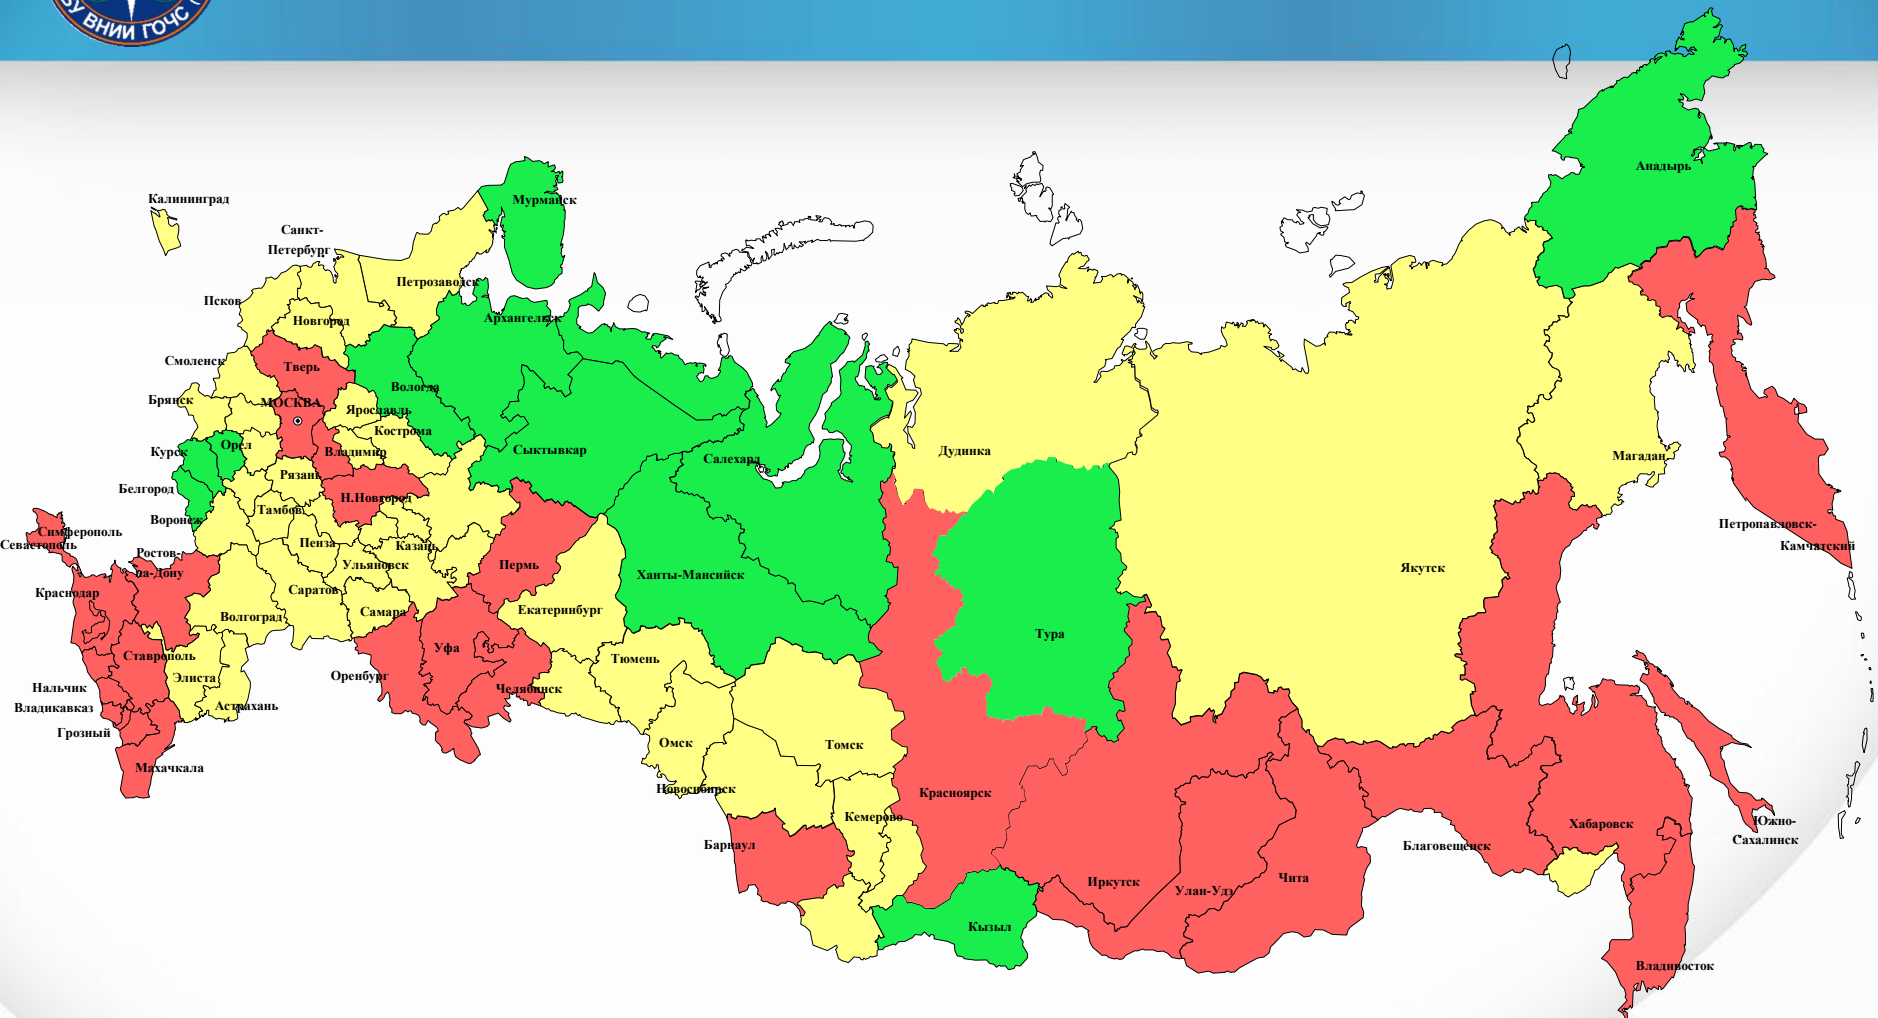 БУ ВНИИ ГОЧС (
Анадырь
Мурманск
Калининград
Санкт-
Петербург
Петрозаводск
Псков
Новгород
Архангельск
Смоленск
Тверь
Вологда
Брянск
МОСКВА
Ярославль
Кострома
Орел
Курск
Владимир
Сыктывкар
Салехард
Дудинка
Магадан
Рязань
Белгород
Н.Новгород
Тамбов
Воронеж
Петропавловск-
Камчатский
Симферополь
Севастополь
Ростов-
на-Дону
Пенза
Казань
Ульяновск
Пермь
Ханты-Мансийск
Якутск
Краснодар
Саратов
Самара
Екатеринбург
Волгоград
Тура
Ставрополь
Уфа
Тюмень
Элиста
Оренбург
Челябинск
Нальчик
Владикавказ
Астрахань
Грозный
Омск
Томск
Махачкала
Новосибирск
Красноярск
Кемерово
Барнаул
Южно-
Сахалинск
Хабаровск
Благовещенск
Иркутск
Улан-Удэ
Чита
Кызыл
Владивосток